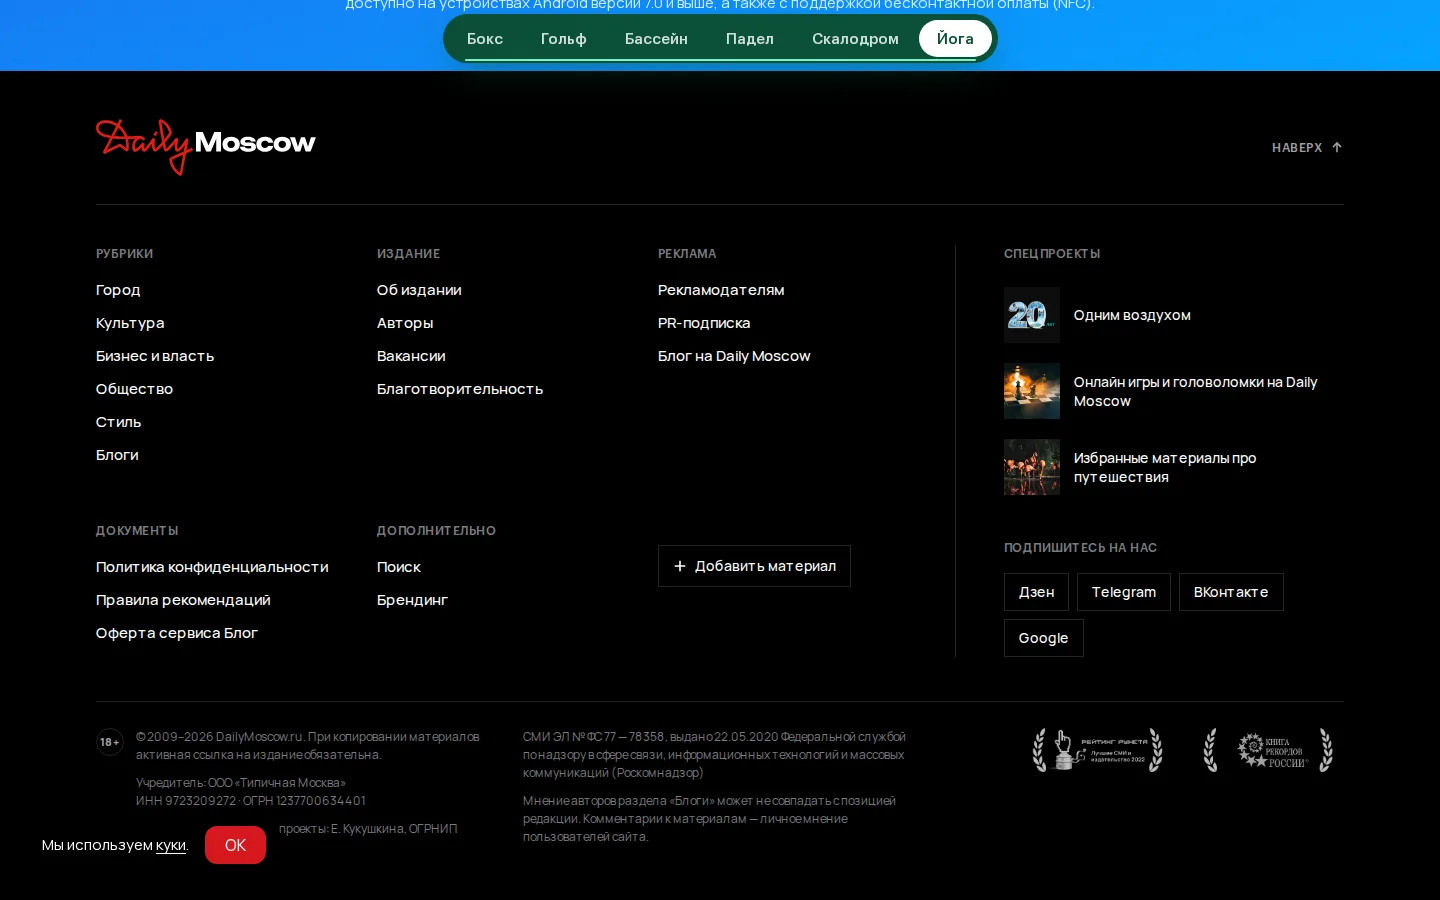 доступно на устройствах Android версии 7.0 и выше, а также с поддержкой бесконтактной оплаты (NFC).
Бокс
Гольф
Бассейн
Падел
Скалодром
Йога
Daily Moscow
НАВЕРХ ↑
РУБРИКИ
Город
Культура
Бизнес и власть
Общество
Стиль
Блоги
ИЗДАНИЕ
Об издании
Авторы
Вакансии
Благотворительность
РЕКЛАМА
Рекламодателям
PR-подписка
Блог на Daily Moscow
СПЕЦПРОЕКТЫ
20
Одним воздухом
Онлайн игры и головоломки на Daily
Moscow
Избранные материалы про
путешествия
ДОКУМЕНТЫ
Политика конфиденциальности
Правила рекомендаций
Оферта сервиса Блог
ДОПОЛНИТЕЛЬНО
Поиск
Брендинг
+ Добавить материал
ПОДПИШИТЕСЬ НА НАС
Дзен
Telegram
ВКонтакте
Google
18+
© 2009–2026 DailyMoscow.ru. При копировании материалов
активная ссылка на издание обязательна.
Учредитель: ООО «Типичная Москва»
ИНН 9723209272 · ОГРН 1237700634401
проекты: Е. Кукушкина, ОГРНИП
СМИ ЭЛ № ФС 77 — 78358, выдано 22.05.2020 Федеральной службой
по надзору в сфере связи, информационных технологий и массовых
коммуникаций (Роскомнадзор)
Мнение авторов раздела «Блоги» может не совпадать с позицией
редакции. Комментарии к материалам — личное мнение
пользователей сайта.
РЕЙТИНГ РУНЕТА
Лучшее СМИ и
издательство 2022
КНИГА
РЕКОРДОВ
РОССИИ
Мы используем куки.
OK